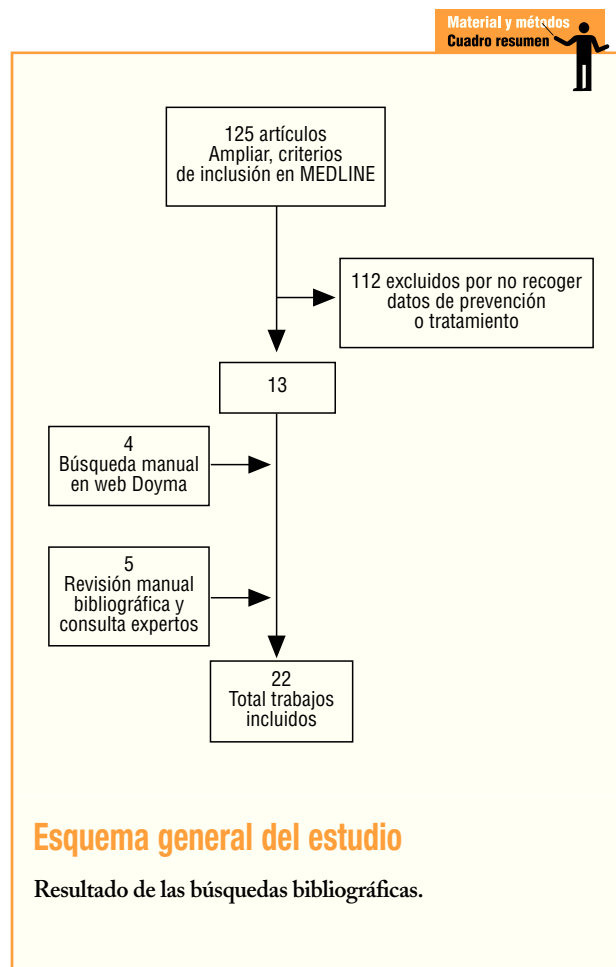 Material y métodos
Cuadro resumen
125 artículos
Ampliar, criterios
de inclusión en MEDLINE
112 excluidos por no recoger
datos de prevención
o tratamiento
13
4
Búsqueda manual
en web Doyma
5
Revisión manual
bibliográfica y
consulta expertos
22
Total trabajos
incluidos
Esquema general del estudio
Resultado de las búsquedas bibliográficas.